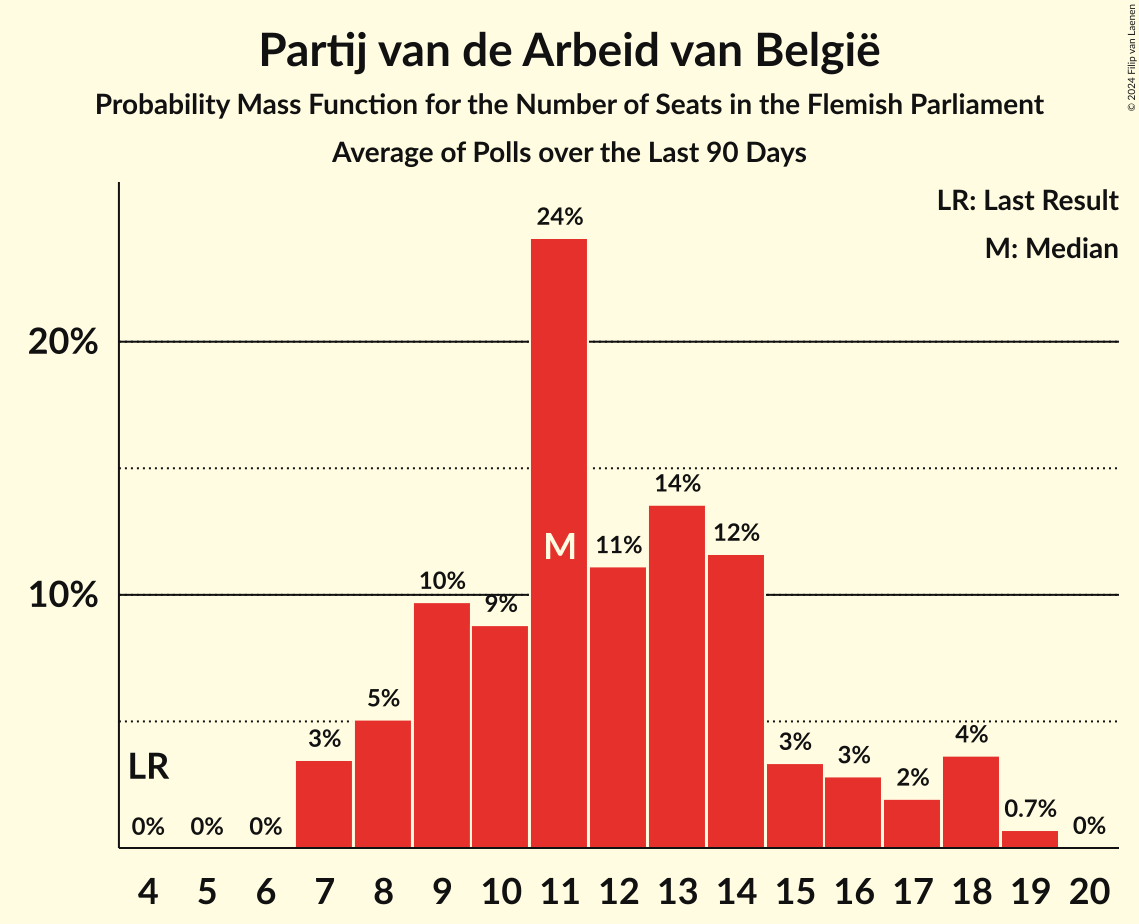 Partij van de Arbeid van België
Probability Mass Function for the Number of Seats in the Flemish Parliament
Average of Polls over the Last 90 Days
© 2024 Filip van Laenen
LR: Last Result
M: Median
24%
20%
14%
12%
M
11%
10%
10%
9%
5%
4%
3%
3%
3%
2%
LR
0.7%
0%
0%
0%
0%
4 5 6 7 8 9 10 11 12 13 14 15 16 17 18 19 20